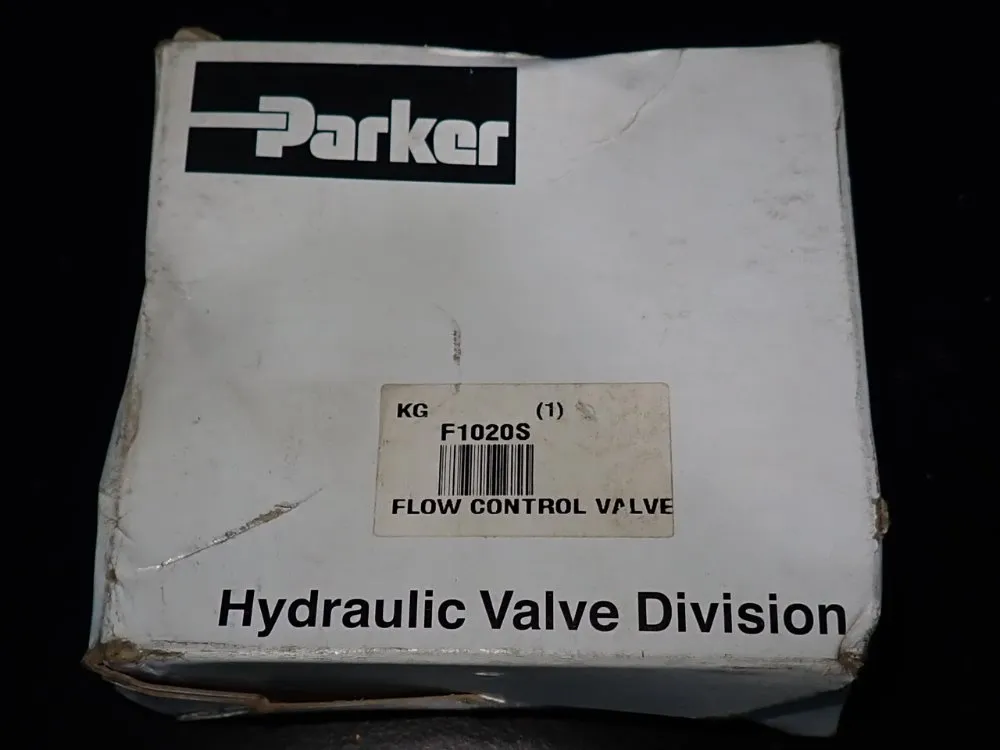 Parker
KG (1)
F1020S
FLOW CONTROL VALVE
Hydraulic Valve Division